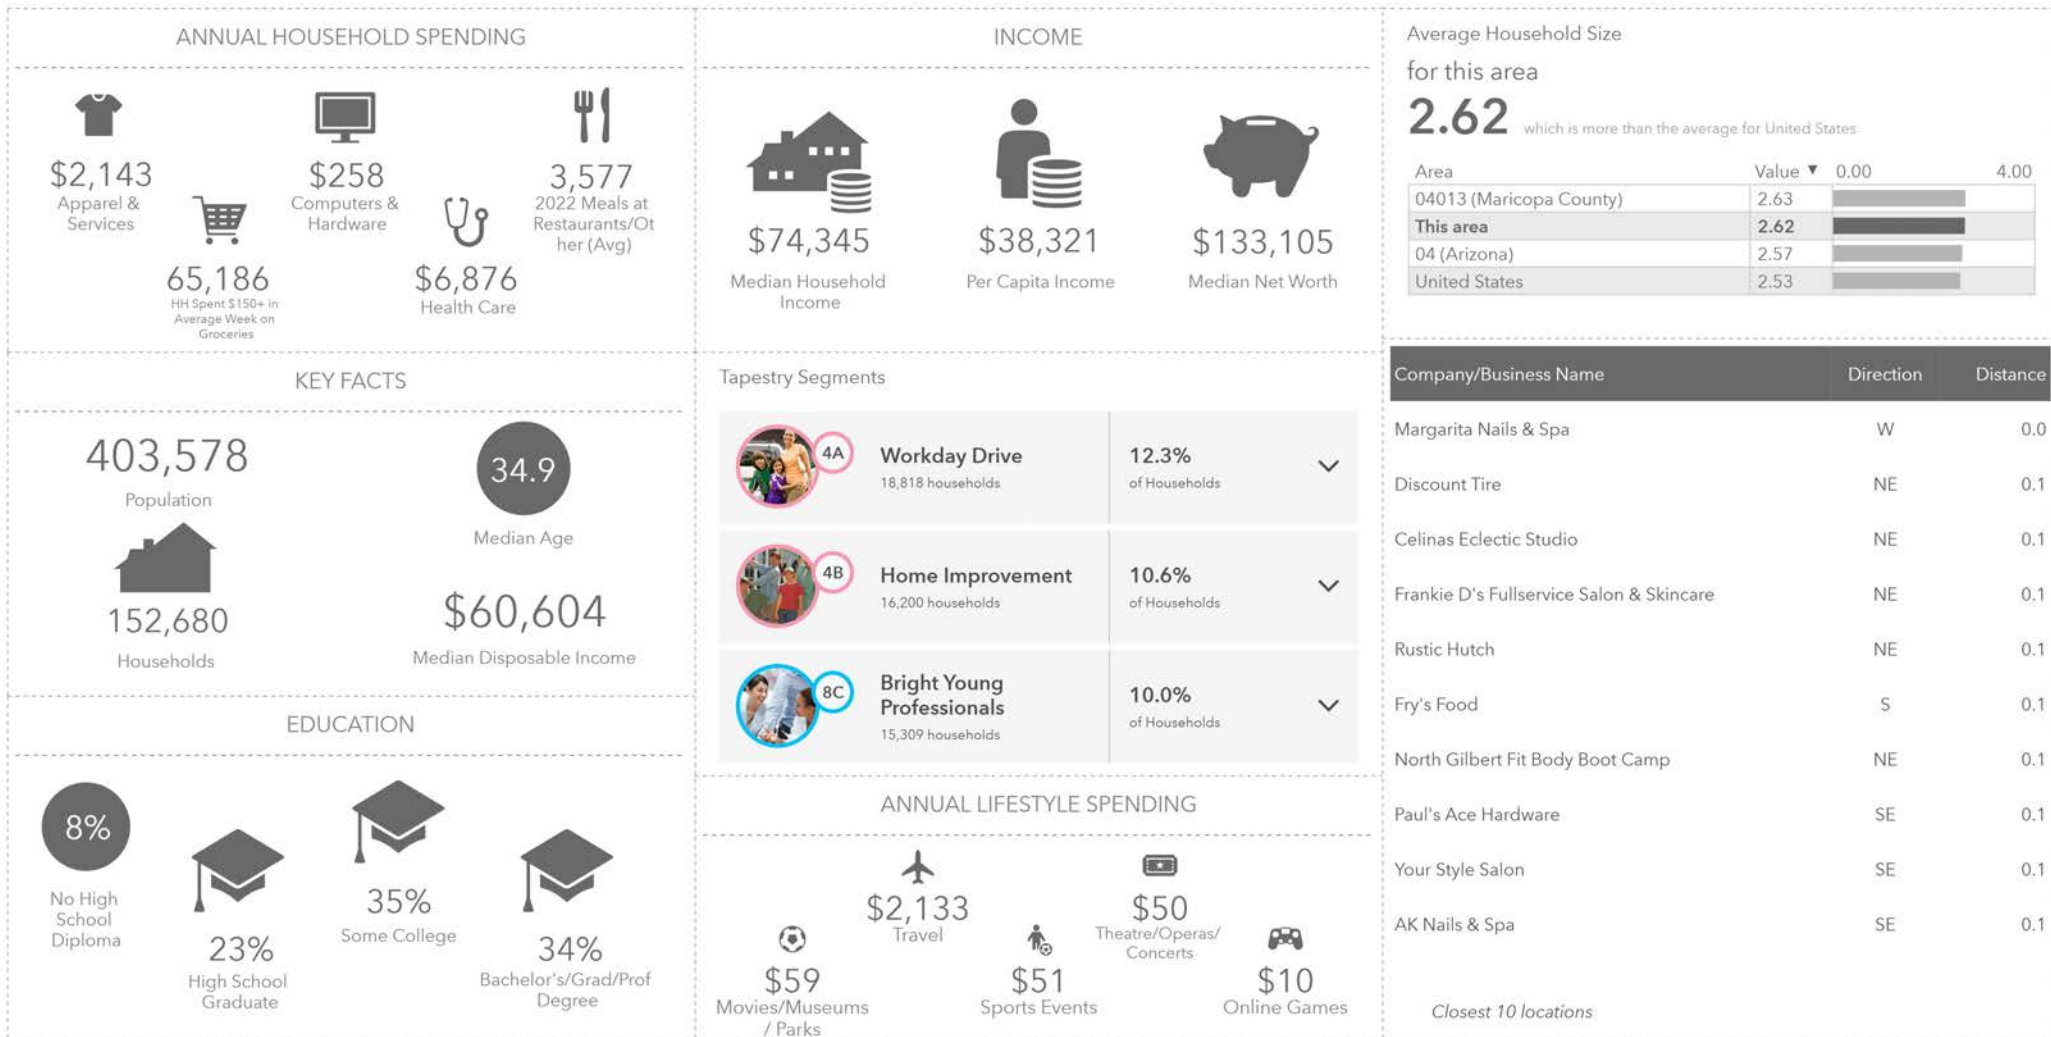 ANNUAL HOUSEHOLD SPENDING
$2,143
Apparel &
Services
65,186
HH Spent $150+ in
Average Week on
Groceries
$258
Computers &
Hardware
$6,876
Health Care
3,577
2022 Meals at
Restaurants/Ot
her (Avg)
INCOME
$74,345
Median Household
Income
$38,321
Per Capita Income
$133,105
Median Net Worth
Average Household Size
for this area
2.62 which is more than the average for United States
Area Value ▼ 0.00 4.00
04013 (Maricopa County) 2.63
This area 2.62
04 (Arizona) 2.57
United States 2.53
KEY FACTS
403,578
Population
34.9
Median Age
152,680
Households
$60,604
Median Disposable Income
Tapestry Segments
4A
Workday Drive
18,818 households
12.3%
of Households
4B
Home Improvement
16,200 households
10.6%
of Households
8C
Bright Young
Professionals
15,309 households
10.0%
of Households
Company/Business Name Direction Distance
Margarita Nails & Spa W 0.0
Discount Tire NE 0.1
Celinas Eclectic Studio NE 0.1
Frankie D's Fullservice Salon & Skincare NE 0.1
Rustic Hutch NE 0.1
Fry's Food S 0.1
North Gilbert Fit Body Boot Camp NE 0.1
Paul's Ace Hardware SE 0.1
Your Style Salon SE 0.1
AK Nails & Spa SE 0.1
Closest 10 locations
EDUCATION
8%
No High
School
Diploma
23%
High School
Graduate
35%
Some College
34%
Bachelor's/Grad/Prof
Degree
ANNUAL LIFESTYLE SPENDING
$59
Movies/Museums
/ Parks
$2,133
Travel
$51
Sports Events
$50
Theatre/Operas/
Concerts
$10
Online Games